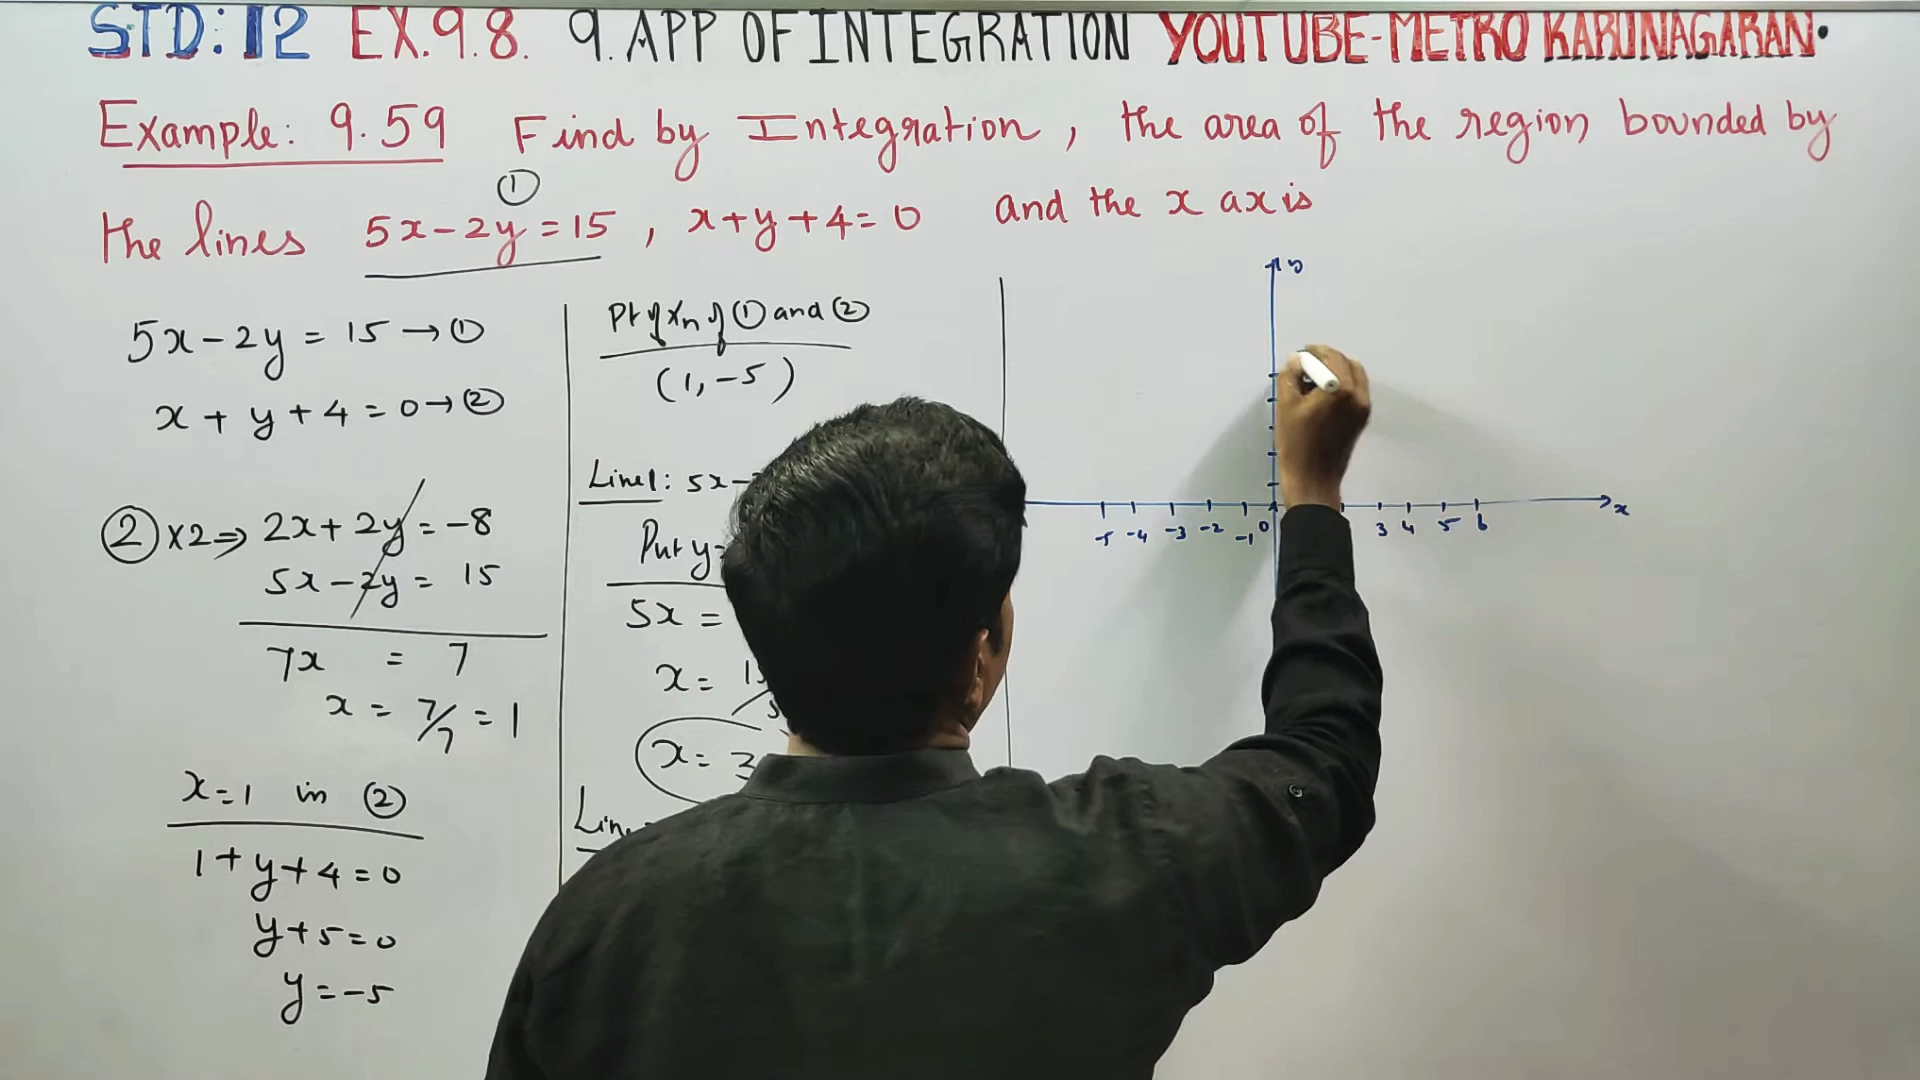 STD: 12 EX.9.8. 9. APP OF INTEGRATION YOUTUBE-METRO KARUNAGARAN.
Example: 9.59 Find by Integration, the area of the region bounded by
①
the lines 5x-2y=15, x+y+4=0 and the x axis
5x-2y = 15 → ①
x + y + 4 = 0 → ②
② x2 ⇒ 2x+2y = -8
5x-2y = 15
7x = 7
x = 7/7 = 1
x=1 in ②
1+y+4=0
y+5=0
y=-5
Pt of Xn of ① and ②
(1, -5)
Line1: 5x-
Put y=
5x =
x=
x= 3
Lin
y
-5 -4 -3 -2 -1 0 3 4 5 6 x